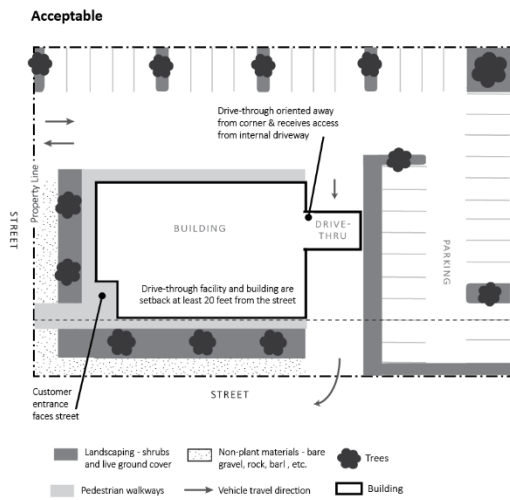 Acceptable
Drive-through oriented away
from corner & receives access
from internal driveway
Property Line
STREET
BUILDING
DRIVE-
THRU
PARKING
Drive-through facility and building are
setback at least 20 feet from the street
Customer
entrance
faces street
STREET
Landscaping - shrubs
and live ground cover
Non-plant materials - bare
gravel, rock, barl , etc.
Trees
Pedestrian walkways
Vehicle travel direction
Building